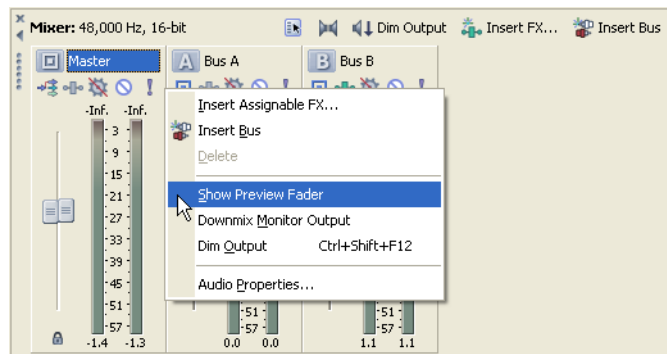 Mixer: 48,000 Hz, 16-bit
Dim Output
Insert FX...
Insert Bus
Master
A Bus A
B Bus B
-Inf. -Inf.
3
9
15
21
27
33
39
45
51
57
-1.4 -1.3
Insert Assignable FX...
Insert Bus
Delete
Show Preview Fader
Downmix Monitor Output
Dim Output Ctrl+Shift+F12
Audio Properties...
51
57
0.0 0.0
51
57
1.1 1.1